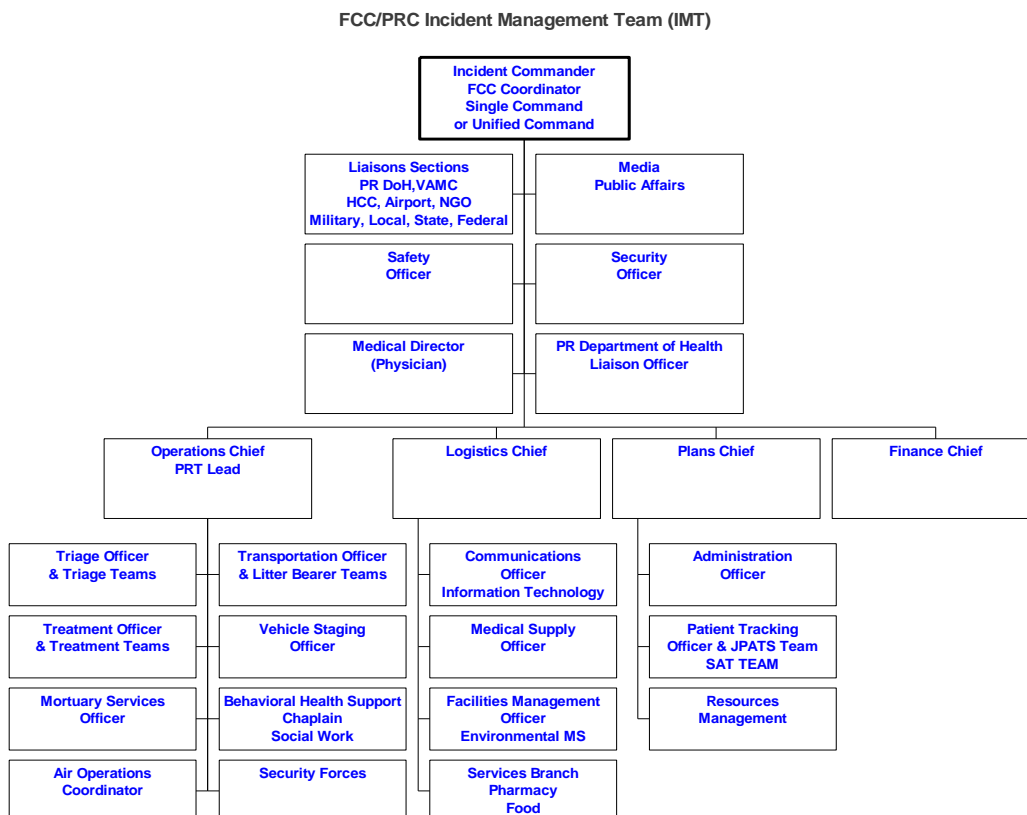 FCC/PRC Incident Management Team (IMT)
Incident Commander
FCC Coordinator
Single Command
or Unified Command
Liaisons Sections
PR DoH,VAMC
HCC, Airport, NGO
Military, Local, State, Federal
Media
Public Affairs
Safety
Officer
Security
Officer
Medical Director
(Physician)
PR Department of Health
Liaison Officer
Operations Chief
PRT Lead
Logistics Chief
Plans Chief
Finance Chief
Triage Officer
& Triage Teams
Transportation Officer
& Litter Bearer Teams
Communications
Officer
Information Technology
Administration
Officer
Treatment Officer
& Treatment Teams
Vehicle Staging
Officer
Medical Supply
Officer
Patient Tracking
Officer & JPATS Team
SAT TEAM
Mortuary Services
Officer
Behavioral Health Support
Chaplain
Social Work
Facilities Management
Officer
Environmental MS
Resources
Management
Air Operations
Coordinator
Security Forces
Services Branch
Pharmacy
Food